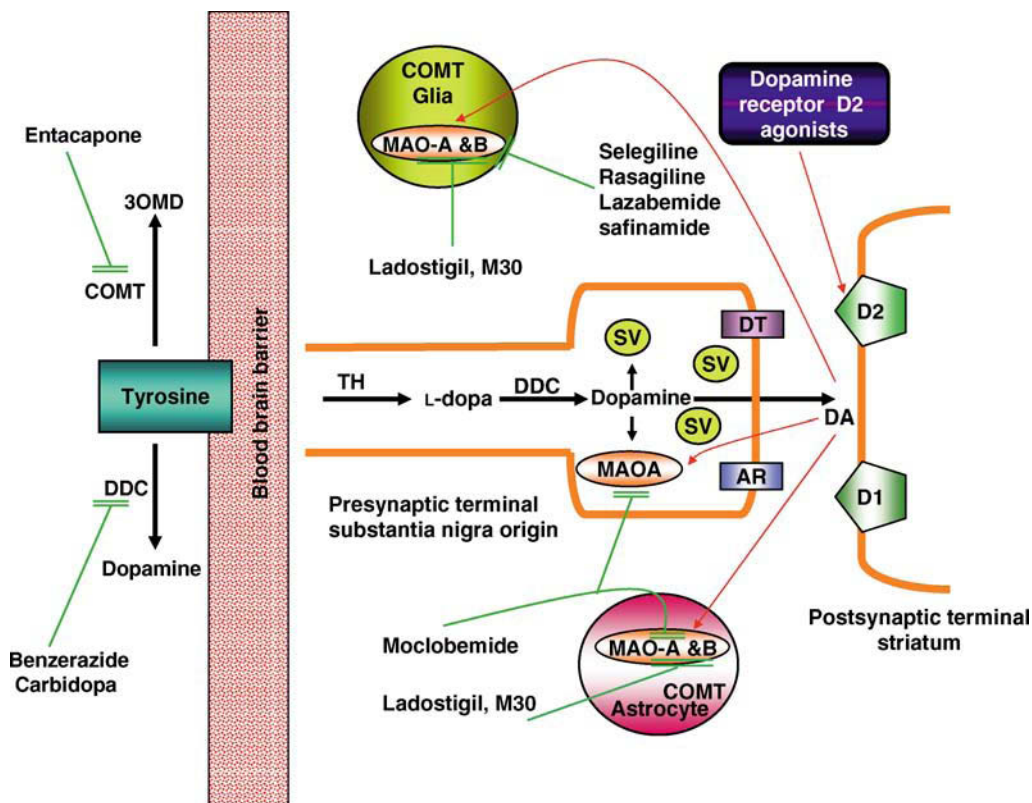 Entacapone
3OMD
COMT
Tyrosine
DDC
Dopamine
Benzerazide
Carbidopa
Blood brain barrier
COMT
Glia
MAO-A &B
Selegiline
Rasagiline
Lazabemide
safinamide
Ladostigil, M30
Dopamine
receptor D2
agonists
TH
L-dopa
DDC
Dopamine
SV
SV
SV
MAOA
DT
AR
DA
D2
D1
Presynaptic terminal
substantia nigra origin
Postsynaptic terminal
striatum
Moclobemide
Ladostigil, M30
MAO-A &B
COMT
Astrocyte